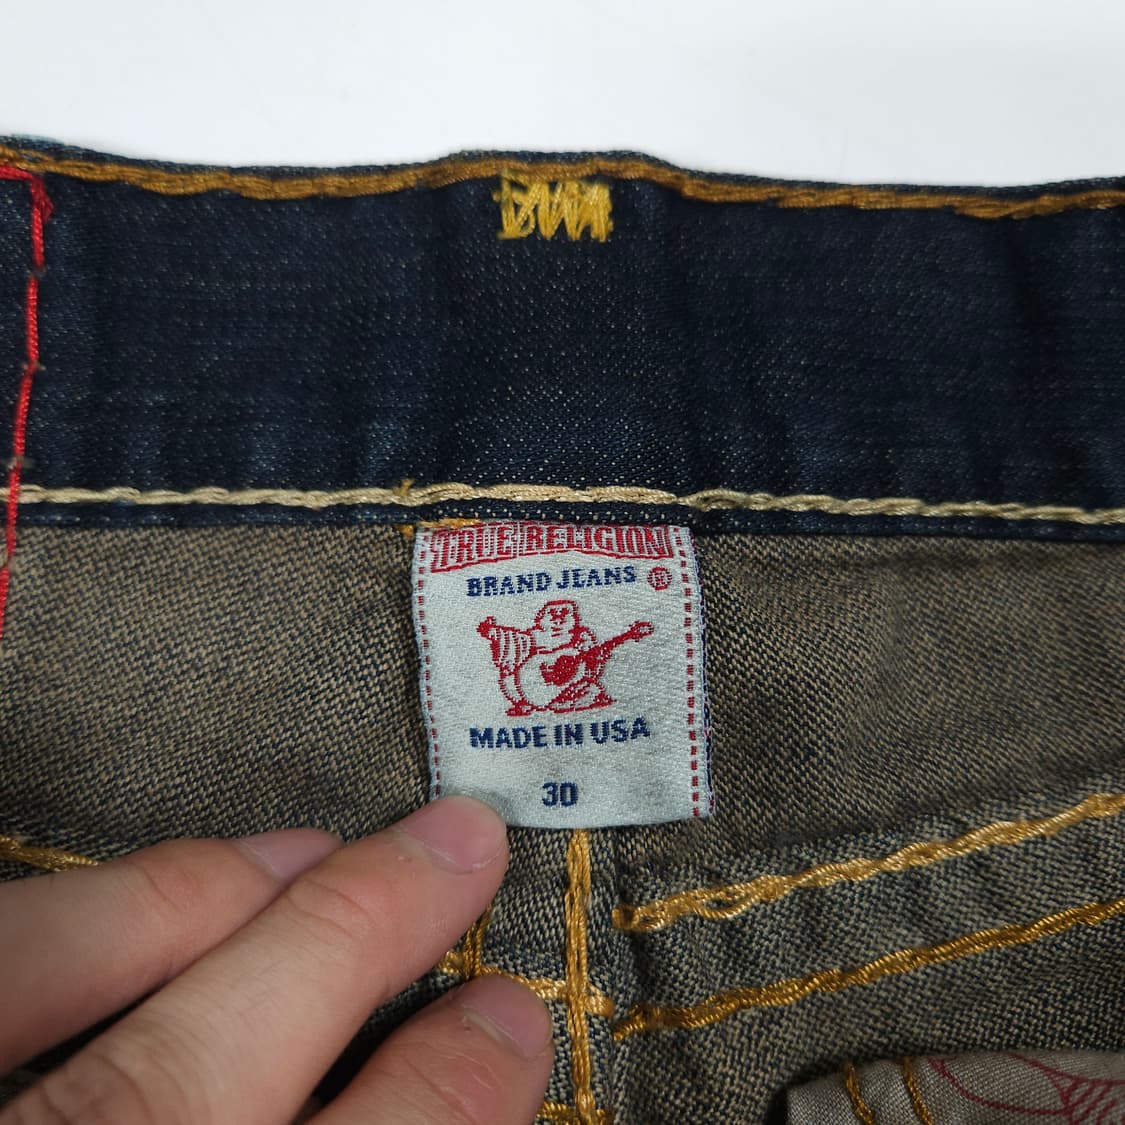 TRUE RELIGION
BRAND JEANS ®
MADE IN USA
30